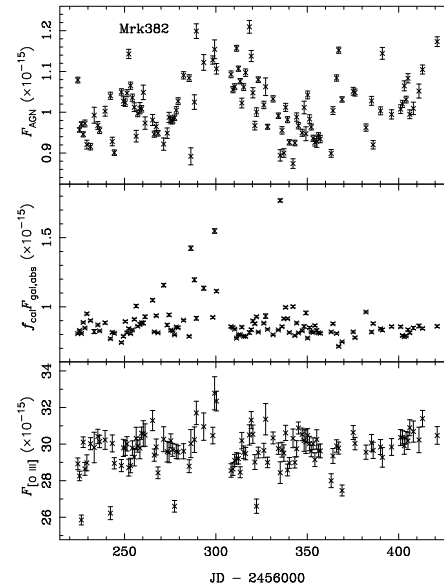 Mrk382
F_AGN (×10⁻¹⁵)
1.2
1.1
1
0.9
f_cal F_gal,abs (×10⁻¹⁵)
1.5
1
F_[O III] (×10⁻¹⁵)
34
32
30
28
26
250 300 350 400
JD − 2456000